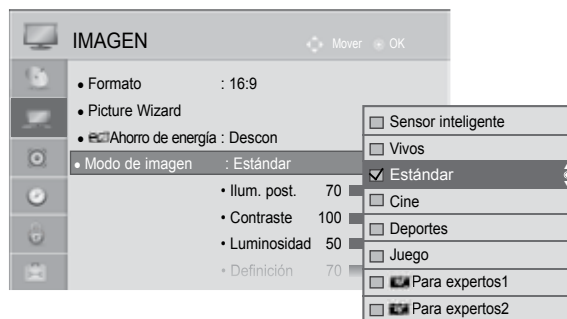 IMAGEN
Mover OK
• Formato : 16:9
• Picture Wizard
• eco Ahorro de energía : Descon
• Modo de imagen : Estándar
• Ilum. post. 70
• Contraste 100
• Luminosidad 50
• Definición 70
Sensor inteligente
Vivos
Estándar
Cine
Deportes
Juego
Para expertos1
Para expertos2